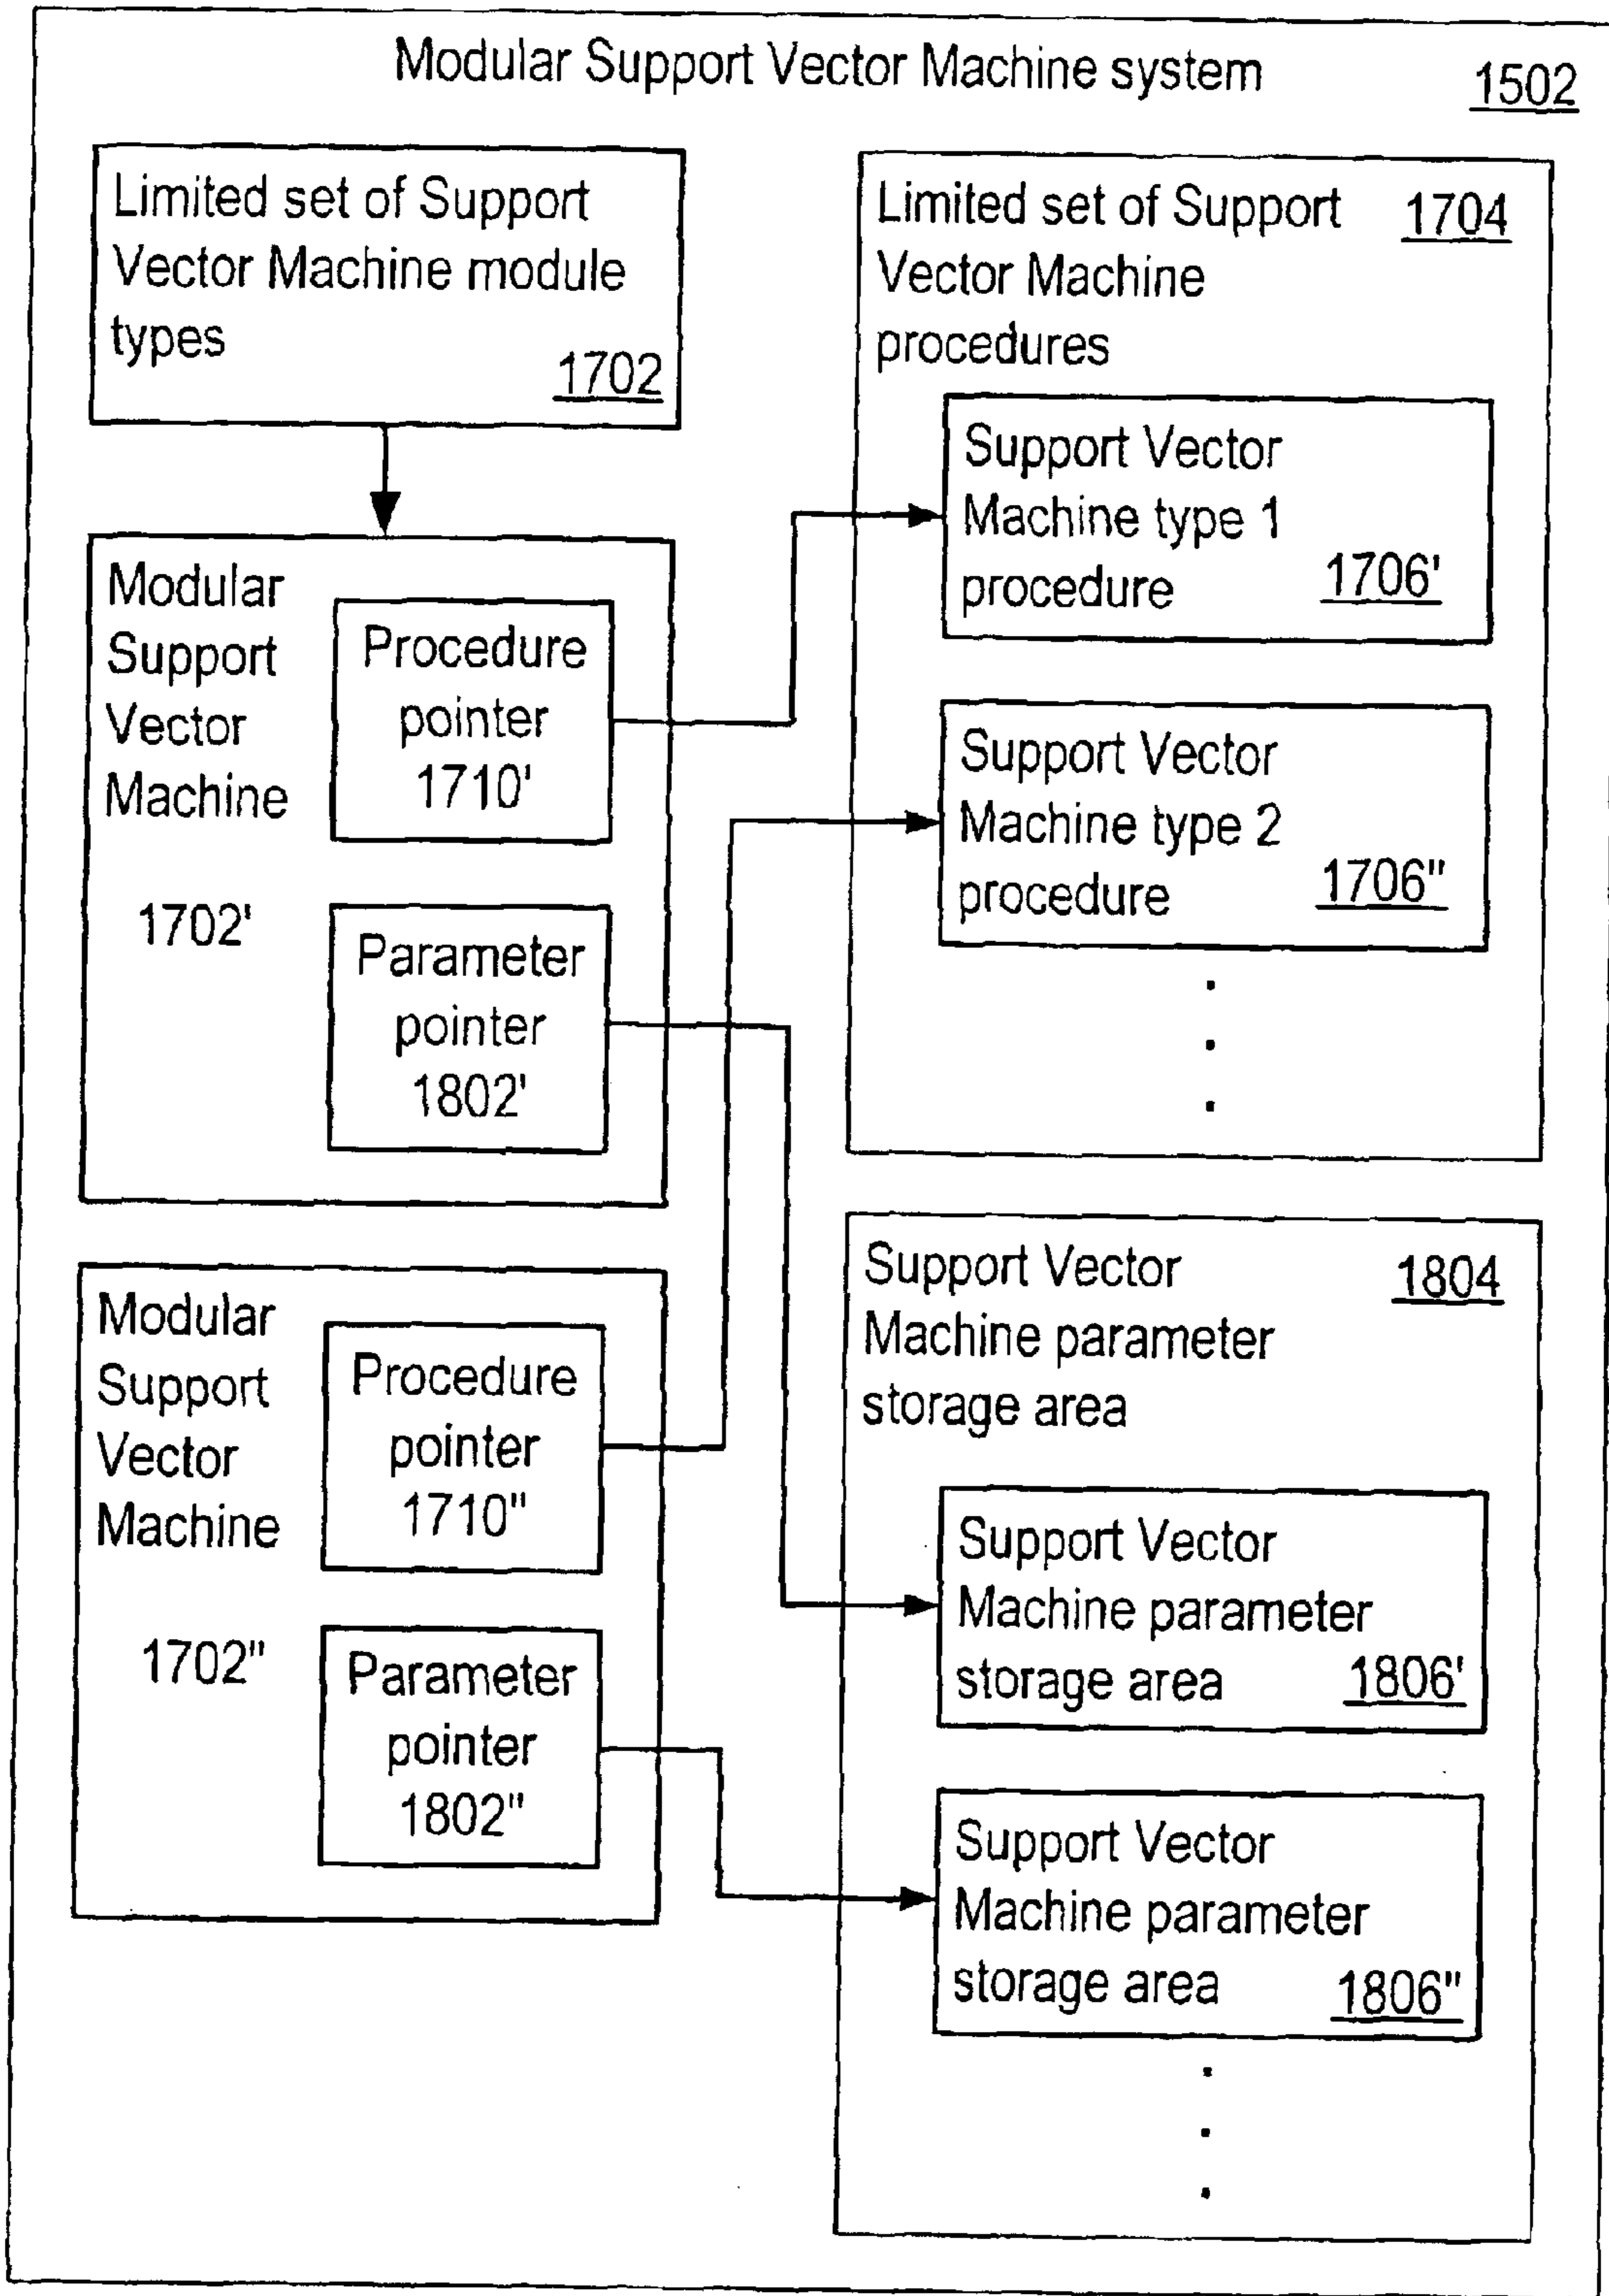 Modular Support Vector Machine system
1502
Limited set of Support
Vector Machine module
types
1702
Limited set of Support
1704
Vector Machine
procedures
Support Vector
Machine type 1
procedure
1706'
Support Vector
Machine type 2
procedure
1706"
Modular
Support
Vector
Machine
1702'
Procedure
pointer
1710'
Parameter
pointer
1802'
Modular
Support
Vector
Machine
1702"
Procedure
pointer
1710"
Parameter
pointer
1802"
Support Vector
1804
Machine parameter
storage area
Support Vector
Machine parameter
storage area
1806'
Support Vector
Machine parameter
storage area
1806"